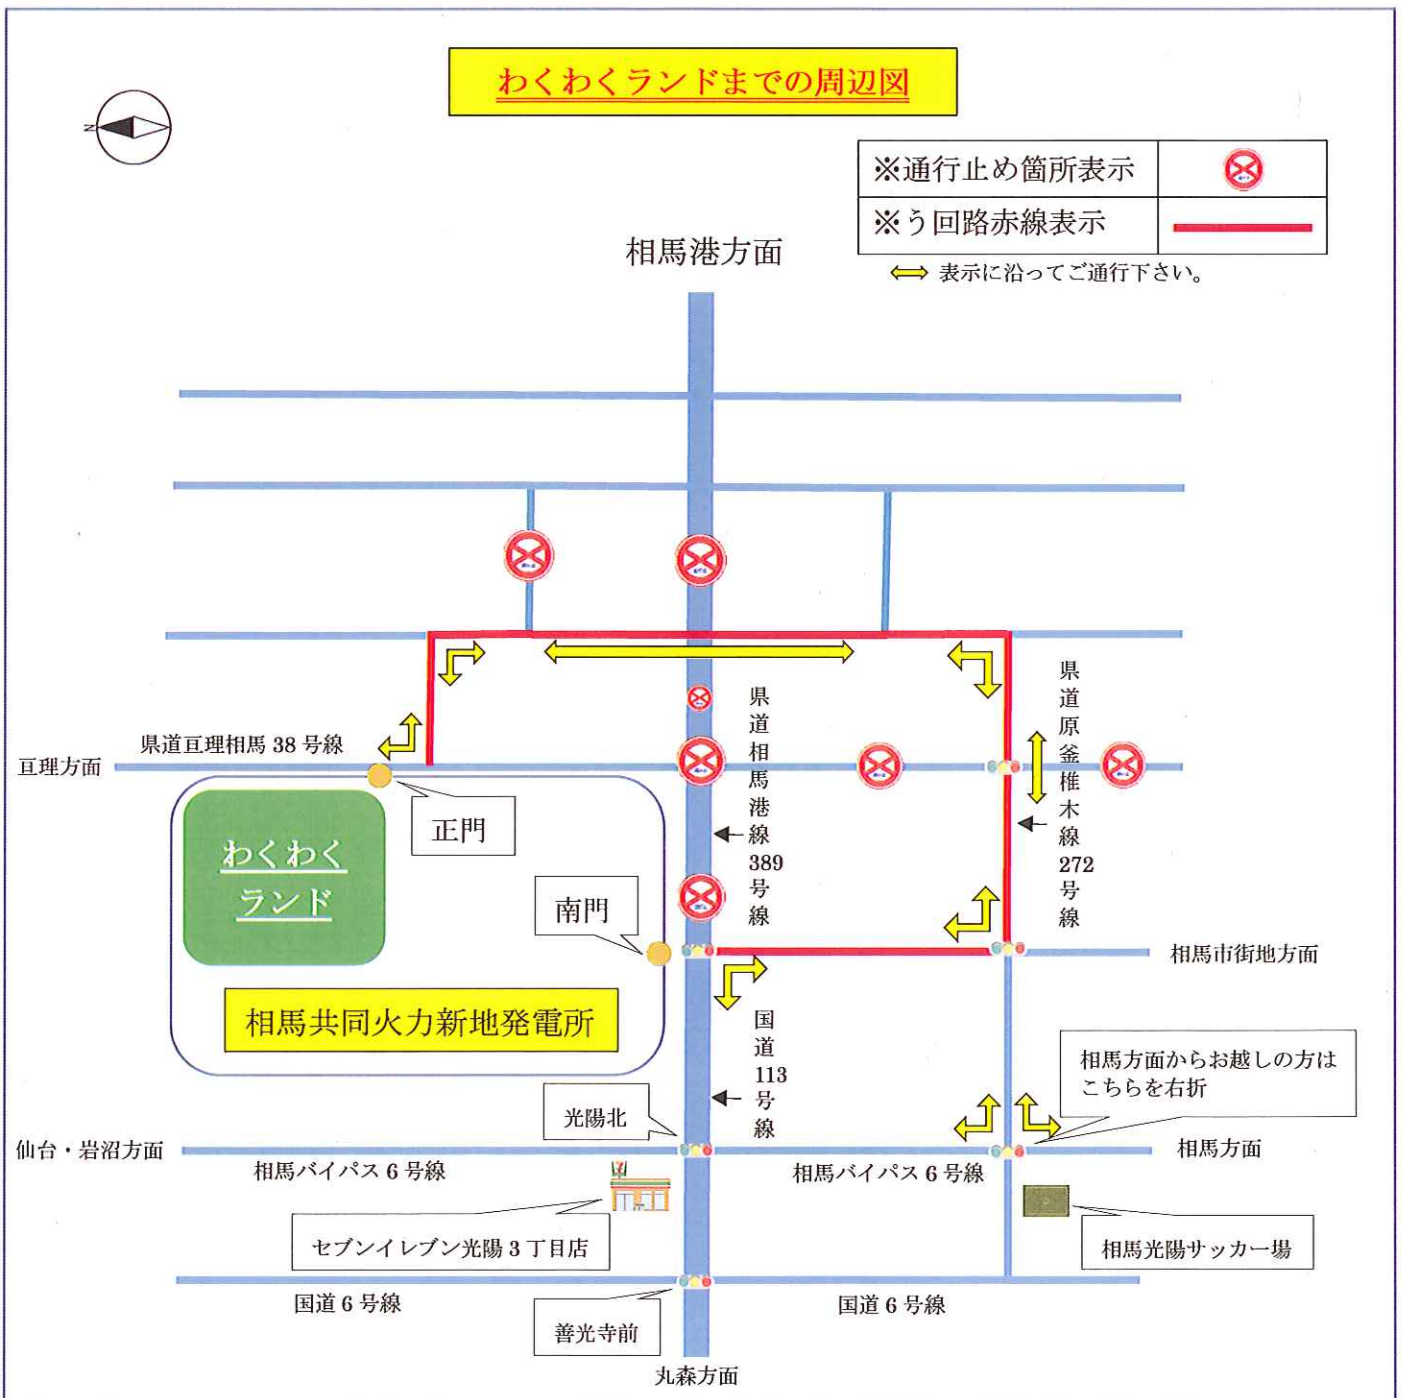 わくわくランドまでの周辺図
N
※通行止め箇所表示
※う回路赤線表示
表示に沿ってご通行下さい。
相馬港方面
県道相馬港線389号線
県道原釜椎木線272号線
県道亘理相馬38号線
亘理方面
正門
わくわく
ランド
南門
相馬市街地方面
相馬共同火力新地発電所
国道113号線
相馬方面からお越しの方は
こちらを右折
光陽北
仙台・岩沼方面
相馬方面
相馬バイパス6号線
相馬バイパス6号線
7
セブンイレブン光陽3丁目店
相馬光陽サッカー場
国道6号線
国道6号線
善光寺前
丸森方面